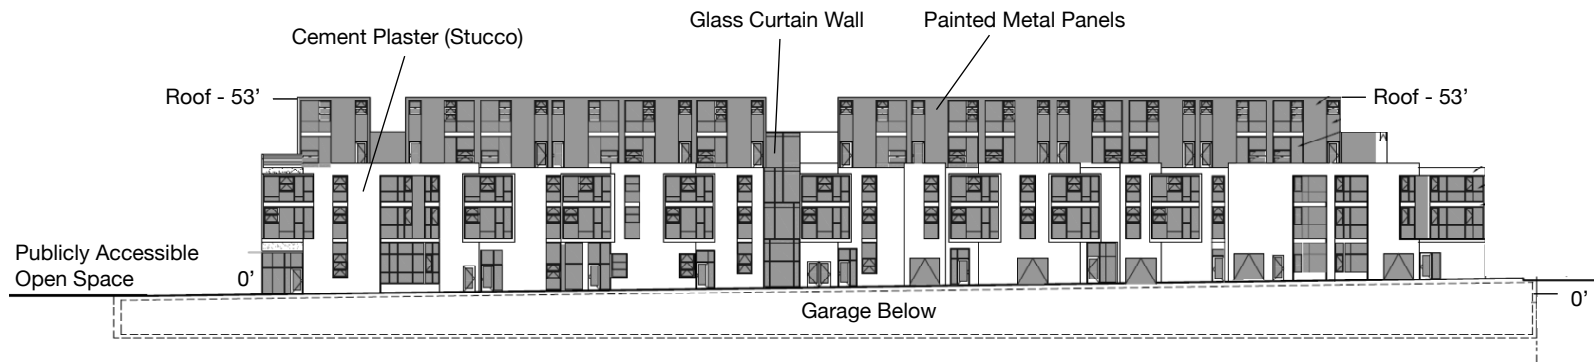 Glass Curtain Wall
Painted Metal Panels
Cement Plaster (Stucco)
Roof - 53’
Roof - 53’
Publicly Accessible
Open Space
0’
0’
Garage Below